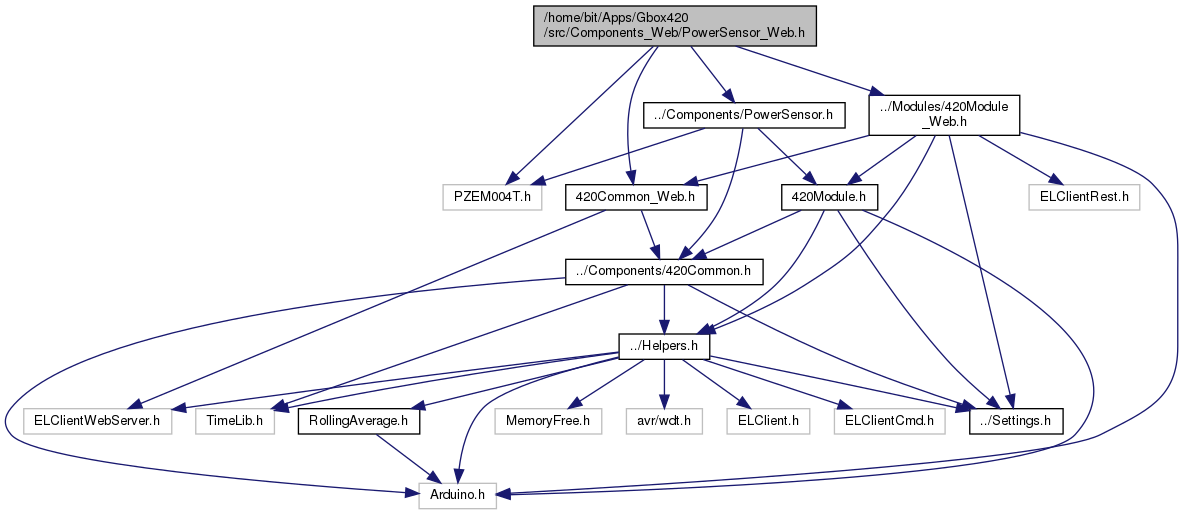 /home/bit/Apps/Gbox420
/src/Components_Web/PowerSensor_Web.h
../Components/PowerSensor.h
../Modules/420Module
_Web.h
PZEM004T.h
420Common_Web.h
420Module.h
ELClientRest.h
../Components/420Common.h
../Helpers.h
ELClientWebServer.h
TimeLib.h
RollingAverage.h
MemoryFree.h
avr/wdt.h
ELClient.h
ELClientCmd.h
../Settings.h
Arduino.h